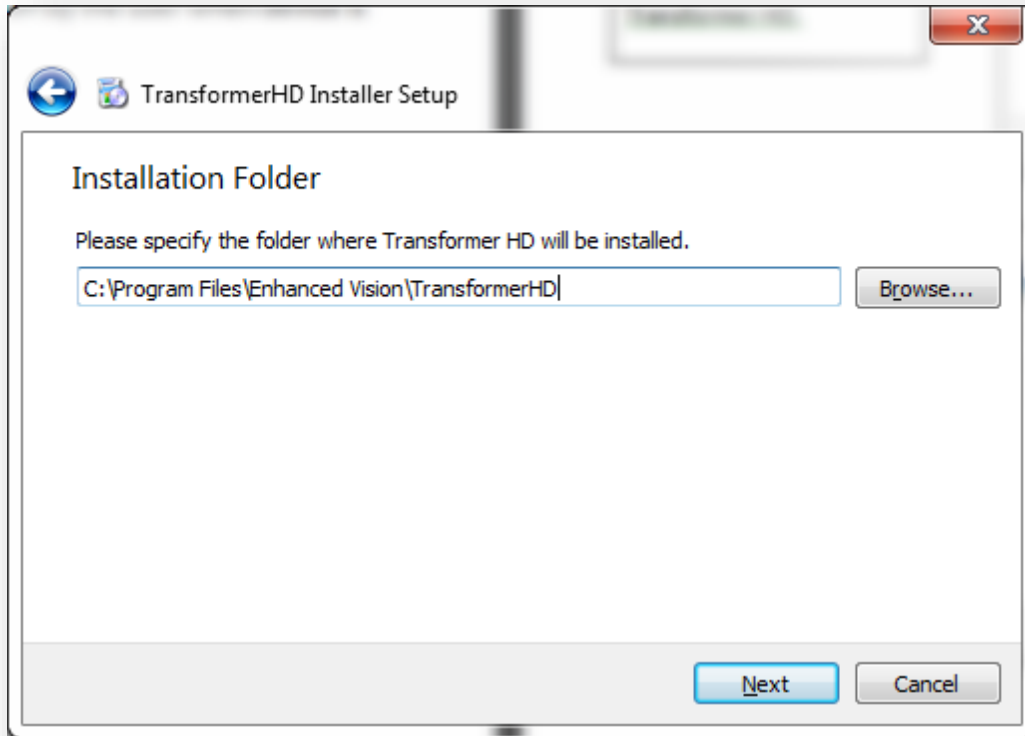 TransformerHD Installer Setup
Installation Folder
Please specify the folder where Transformer HD will be installed.
C:\Program Files\Enhanced Vision\TransformerHD
Browse...
Next
Cancel